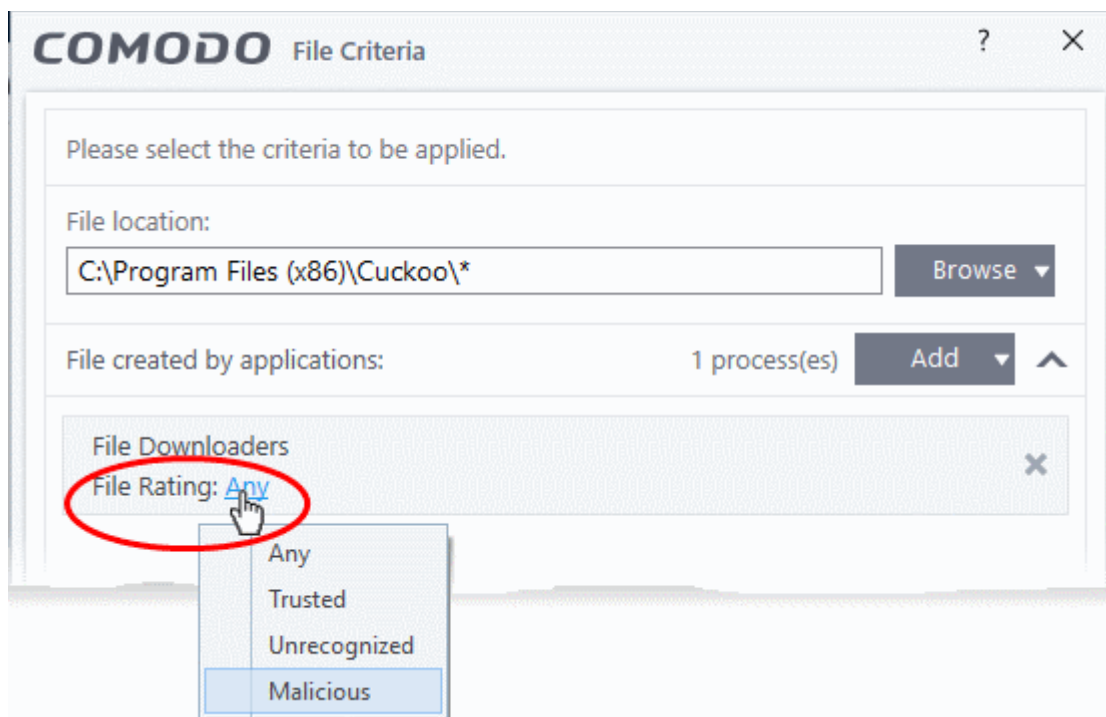 COMODO File Criteria ?
Please select the criteria to be applied.
File location:
C:\Program Files (x86)\Cuckoo\*
Browse
File created by applications: 1 process(es) Add
File Downloaders
File Rating: Any
Any
Trusted
Unrecognized
Malicious